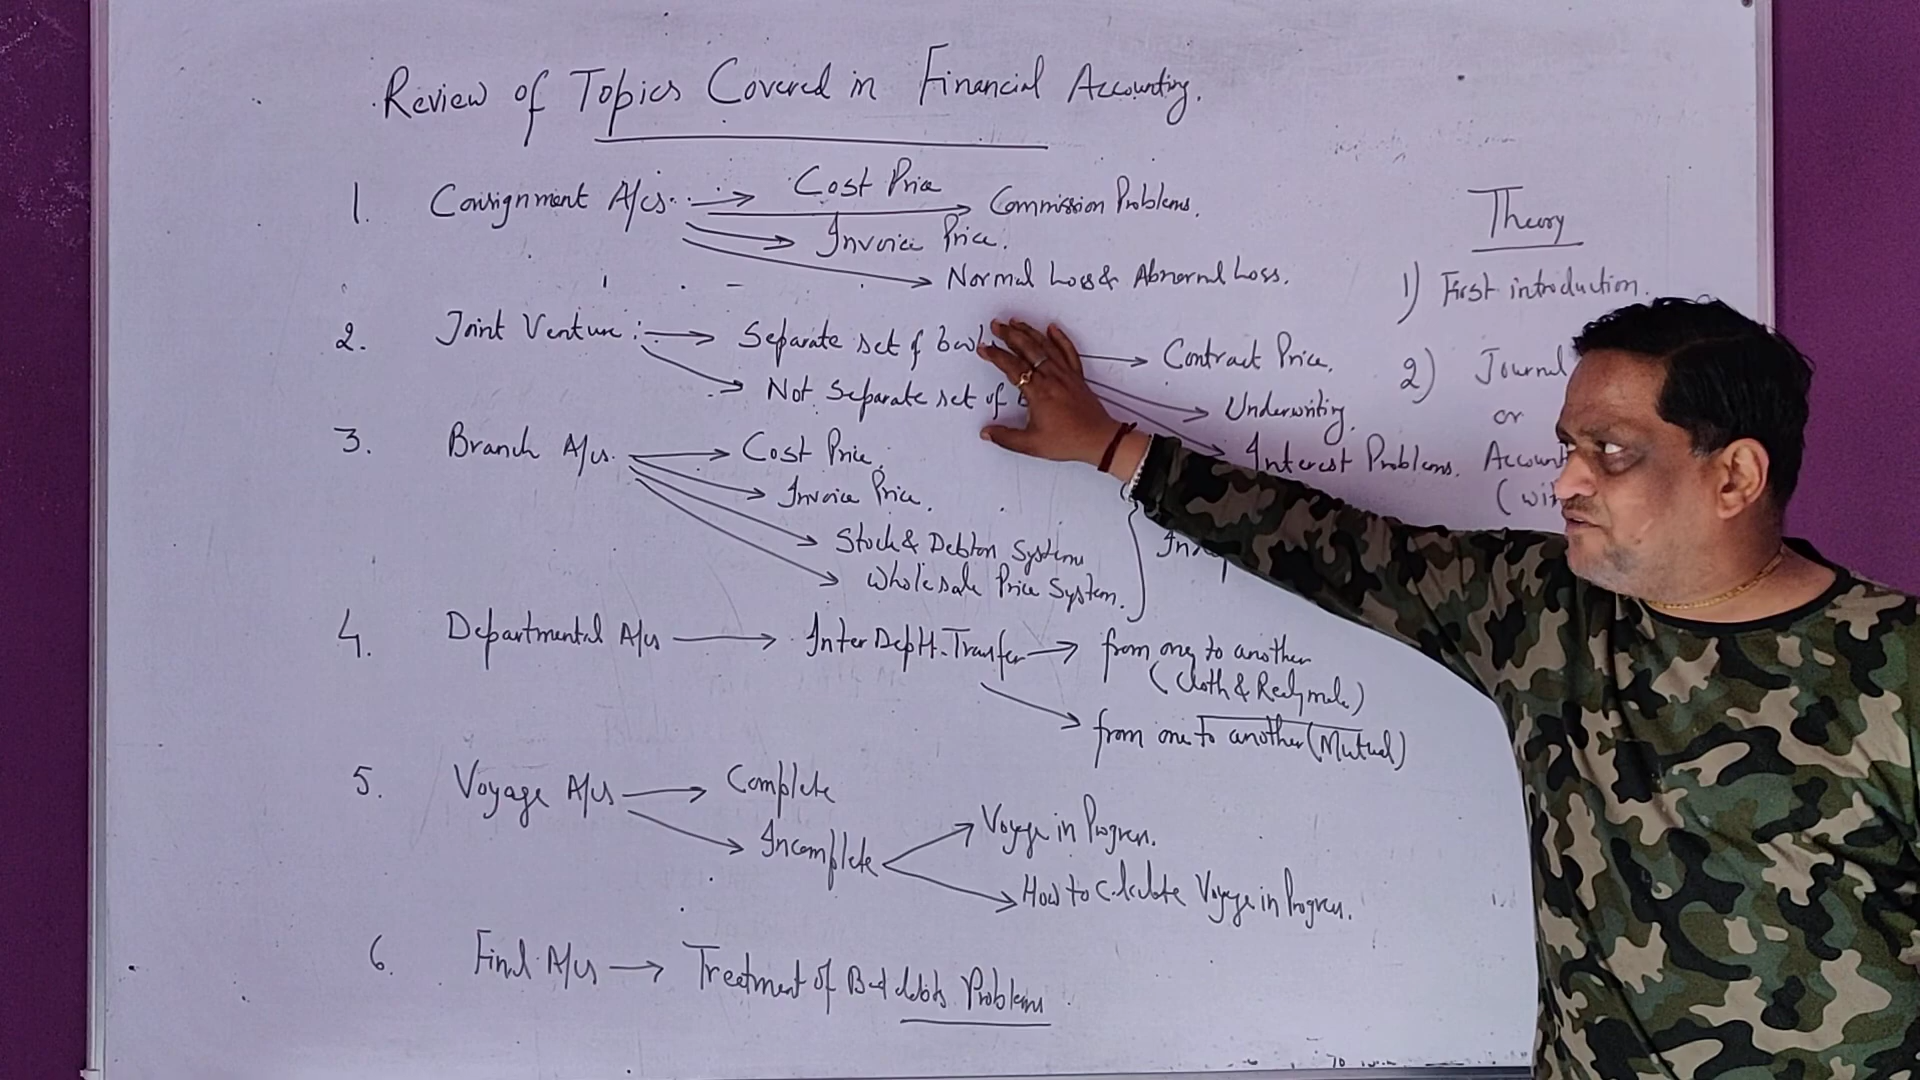 Review of Topics Covered in Financial Accounting.
1. Consignment A/cs. → Cost Price
→ Commission Problems.
→ Invoice Price.
→ Normal Loss & Abnormal Loss.
2. Joint Venture : → Separate set of
→ Contract Price.
→ Not Separate set of
→ Underwriting.
→ Interest Problems.
3. Branch A/cs. → Cost Price.
→ Invoice Price.
→ Stock & Debtors System
→ Wholesale Price System.
4. Departmental A/cs → Inter Deptt. Transfer → from one to another
(Cloth & Readymade)
→ from one to another (Mutual)
5. Voyage A/cs → Complete
→ Incomplete
→ Voyage in Progress.
→ How to Calculate Voyage in Progress.
6. Final A/cs → Treatment of Bad debts Problems
Theory
1) First introduction.
2) Journal
or